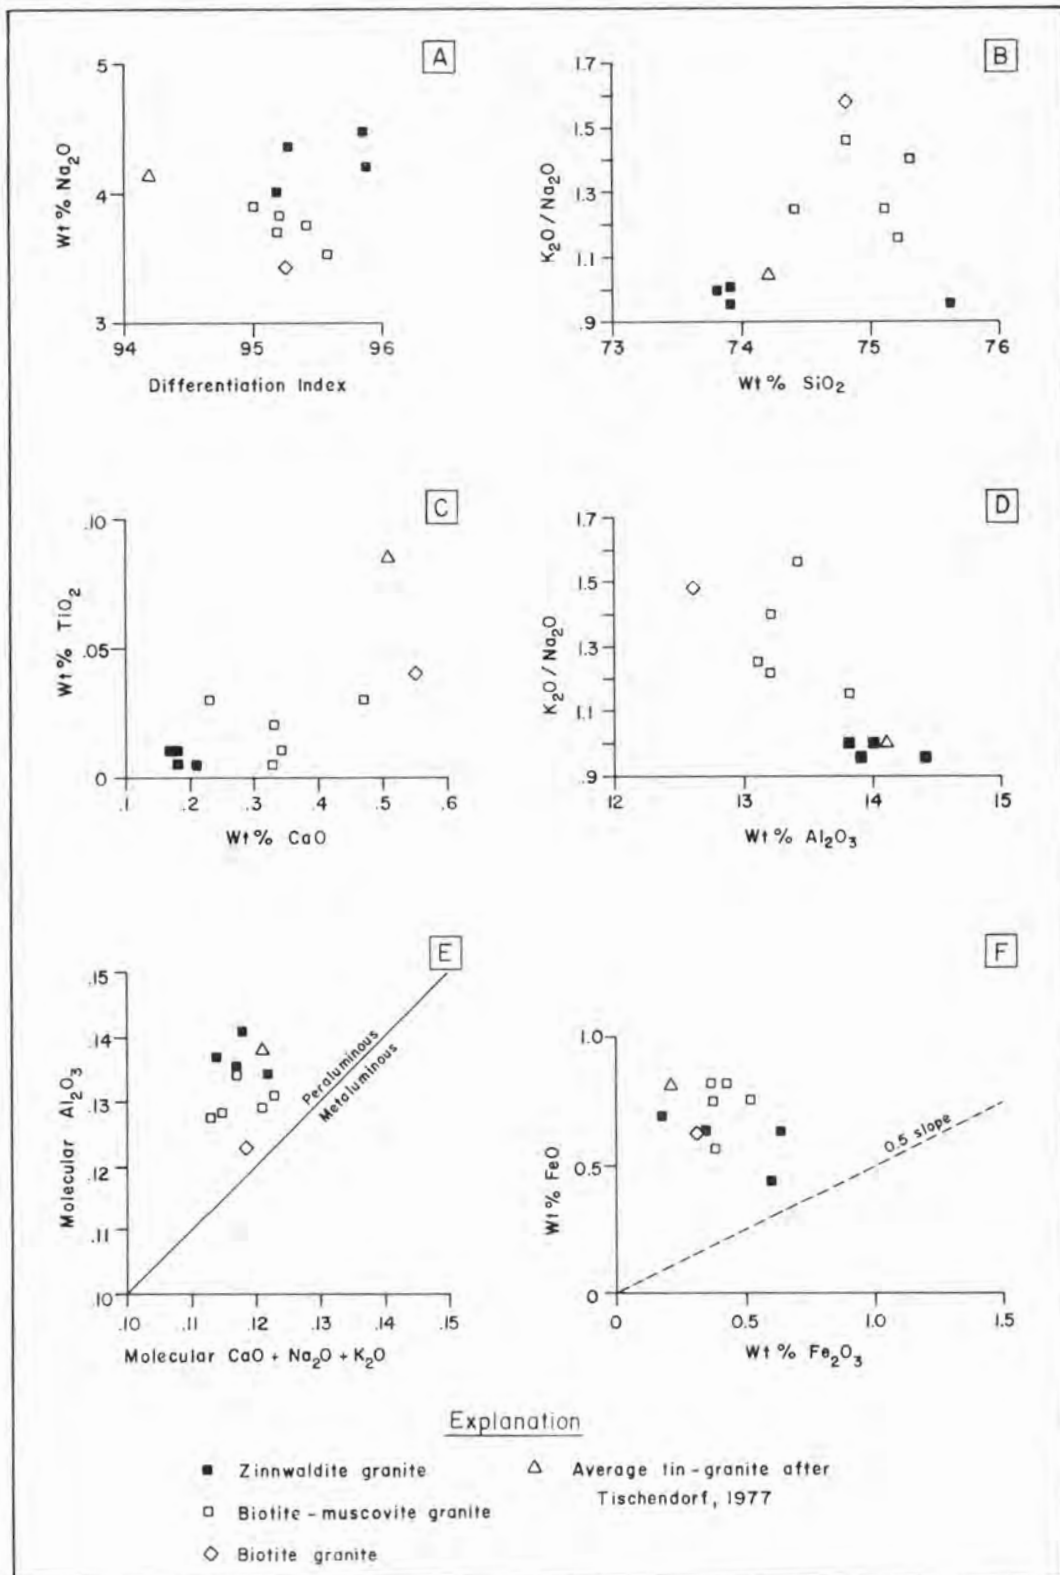 A
5
4
3
Wt % Na₂O
94
95
96
Differentiation Index
B
1.7
1.5
1.3
1.1
.9
K₂O/Na₂O
73
74
75
76
Wt % SiO₂
C
.10
.05
0
Wt % TiO₂
.1
.2
.3
.4
.5
.6
Wt % CaO
D
1.7
1.5
1.3
1.1
.9
K₂O/Na₂O
12
13
14
15
Wt % Al₂O₃
E
.15
.14
.13
.12
.11
.10
Molecular Al₂O₃
Peraluminous
Metaluminous
.10
.11
.12
.13
.14
.15
Molecular CaO + Na₂O + K₂O
F
1.0
0.5
0
Wt % FeO
0.5 slope
0
0.5
1.0
1.5
Wt % Fe₂O₃
Explanation
Zinnwaldite granite
Biotite - muscovite granite
Biotite granite
Average tin - granite after
Tischendorf, 1977